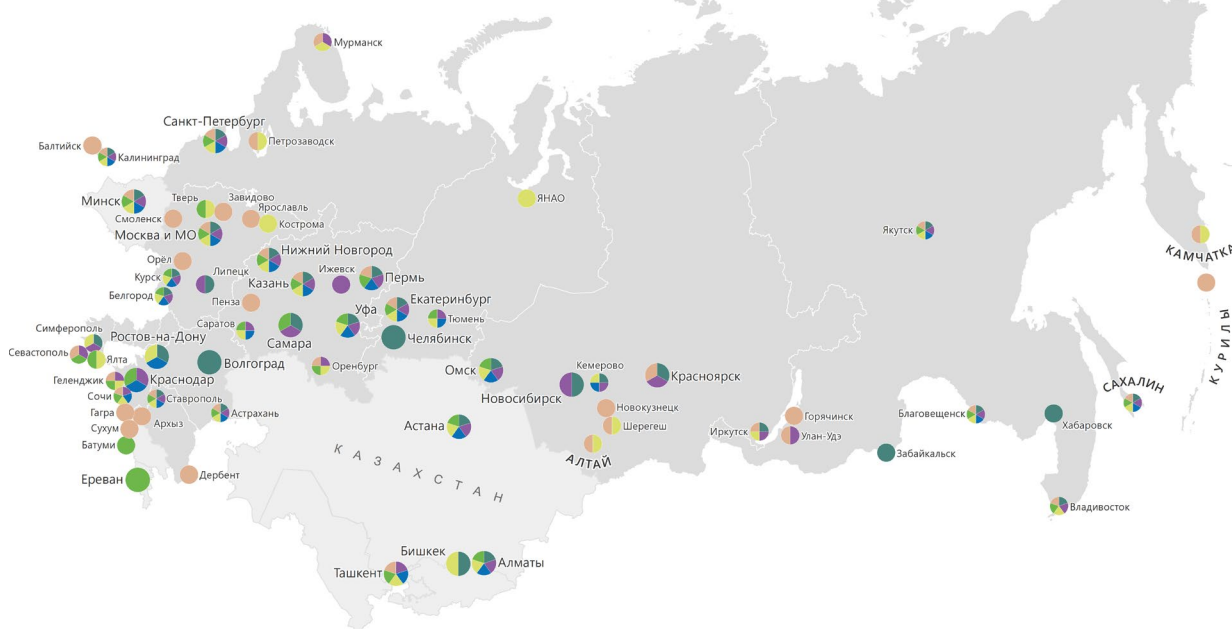 Мурманск
Санкт-Петербург
Петрозаводск
Балтийск
Калининград
Минск
Тверь
Завидово
ЯНАО
Смоленск
Ярославль
Кострома
Москва и МО
Якутск
КАМЧАТКА
Нижний Новгород
Орёл
Курск
Липецк
Ижевск
Пермь
Казань
Белгород
Пенза
Екатеринбург
Уфа
Тюмень
КУРИЛЫ
Симферополь
Ростов-на-Дону
Саратов
Самара
Челябинск
Севастополь
Ялта
Волгоград
Оренбург
Омск
Кемерово
Красноярск
Геленджик
Краснодар
Новосибирск
САХАЛИН
Сочи
Ставрополь
Новокузнецк
Гагра
Архыз
Астрахань
Горячинск
Благовещенск
Хабаровск
Сухум
Астана
Шерегеш
Иркутск
Улан-Удэ
Батуми
КАЗАХСТАН
АЛТАЙ
Забайкальск
Ереван
Дербент
Владивосток
Бишкек
Алматы
Ташкент